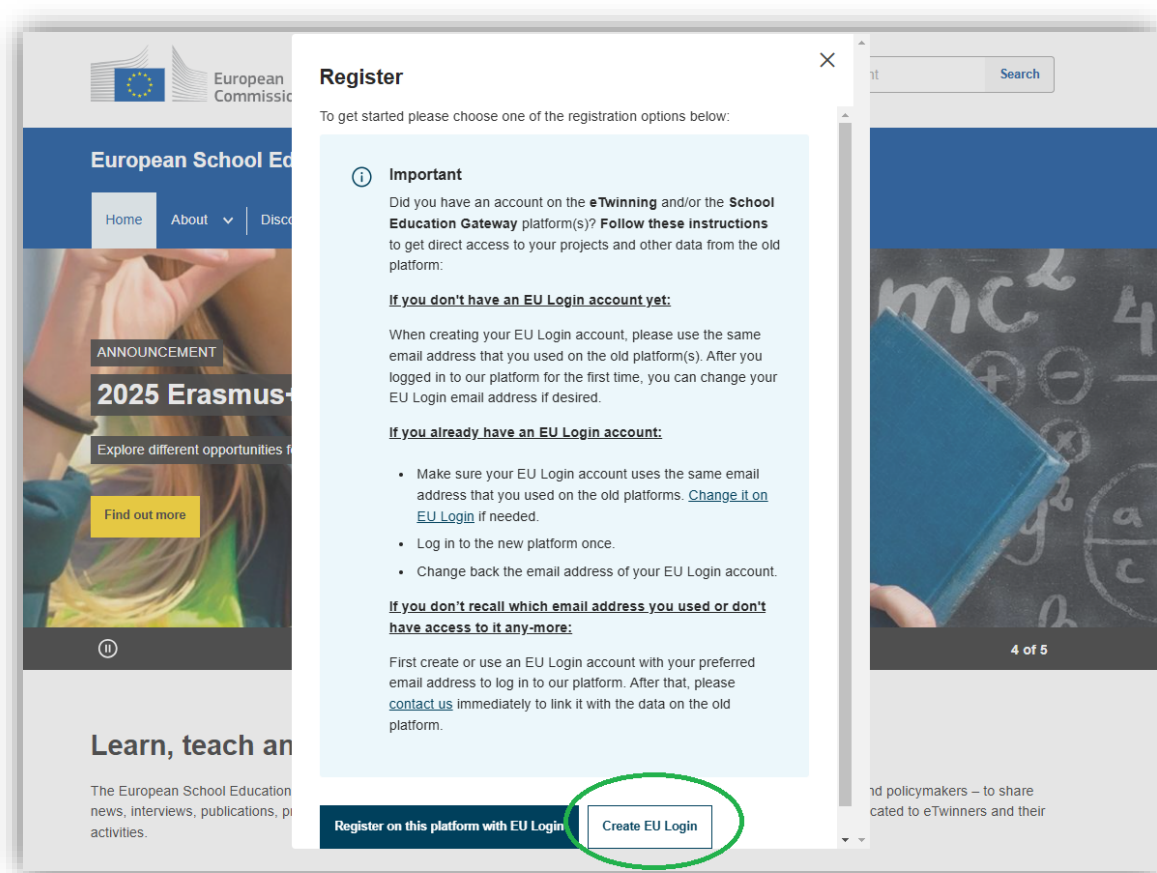 European
Commissio
nt
Search
European School Ed
Home
About
Disco
ANNOUNCEMENT
2025 Erasmus+
Explore different opportunities f
Find out more
mc²
4
y²
a
c
4 of 5
Learn, teach an
The European School Education
nd policymakers – to share
news, interviews, publications, p
cated to eTwinners and their
activities.
Register
To get started please choose one of the registration options below:
Important
Did you have an account on the eTwinning and/or the School
Education Gateway platform(s)? Follow these instructions
to get direct access to your projects and other data from the old
platform:
If you don't have an EU Login account yet:
When creating your EU Login account, please use the same
email address that you used on the old platform(s). After you
logged in to our platform for the first time, you can change your
EU Login email address if desired.
If you already have an EU Login account:
• Make sure your EU Login account uses the same email
address that you used on the old platforms. Change it on
EU Login if needed.
• Log in to the new platform once.
• Change back the email address of your EU Login account.
If you don’t recall which email address you used or don't
have access to it any-more:
First create or use an EU Login account with your preferred
email address to log in to our platform. After that, please
contact us immediately to link it with the data on the old
platform.
Register on this platform with EU Login
Create EU Login